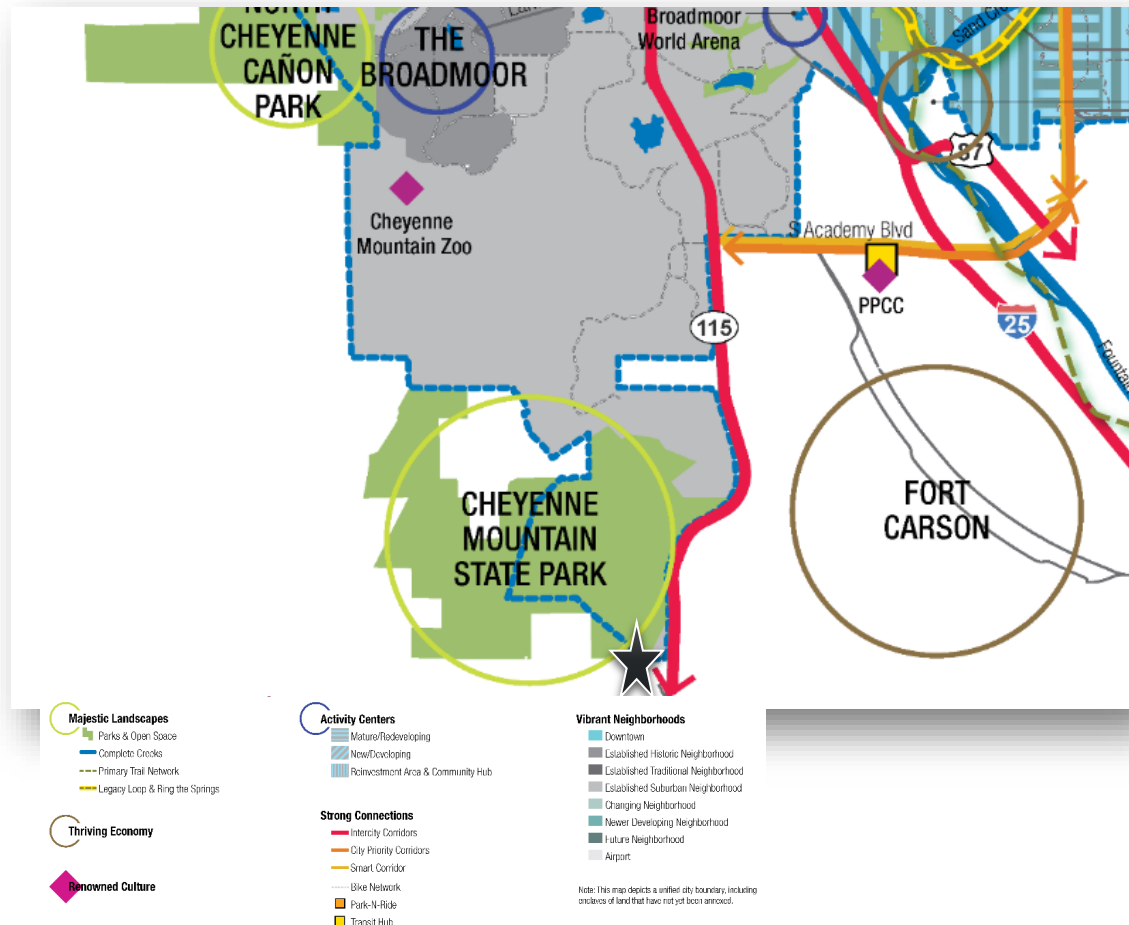 NORTH
CHEYENNE
CAÑON
PARK
THE
BROADMOOR
Broadmoor
World Arena
Sand Cre
87
Cheyenne
Mountain Zoo
S Academy Blvd
PPCC
115
25
Fountai
CHEYENNE
MOUNTAIN
STATE PARK
FORT
CARSON
Majestic Landscapes
Parks & Open Space
Complete Creeks
Primary Trail Network
Legacy Loop & Ring the Springs
Thriving Economy
Renowned Culture
Activity Centers
Mature/Redeveloping
New/Developing
Reinvestment Area & Community Hub
Strong Connections
Intercity Corridors
City Priority Corridors
Smart Corridor
Bike Network
Park-N-Ride
Transit Hub
Vibrant Neighborhoods
Downtown
Established Historic Neighborhood
Established Traditional Neighborhood
Established Suburban Neighborhood
Changing Neighborhood
Newer Developing Neighborhood
Future Neighborhood
Airport
Note: This map depicts a unified city boundary, including
enclaves of land that have not yet been annexed.